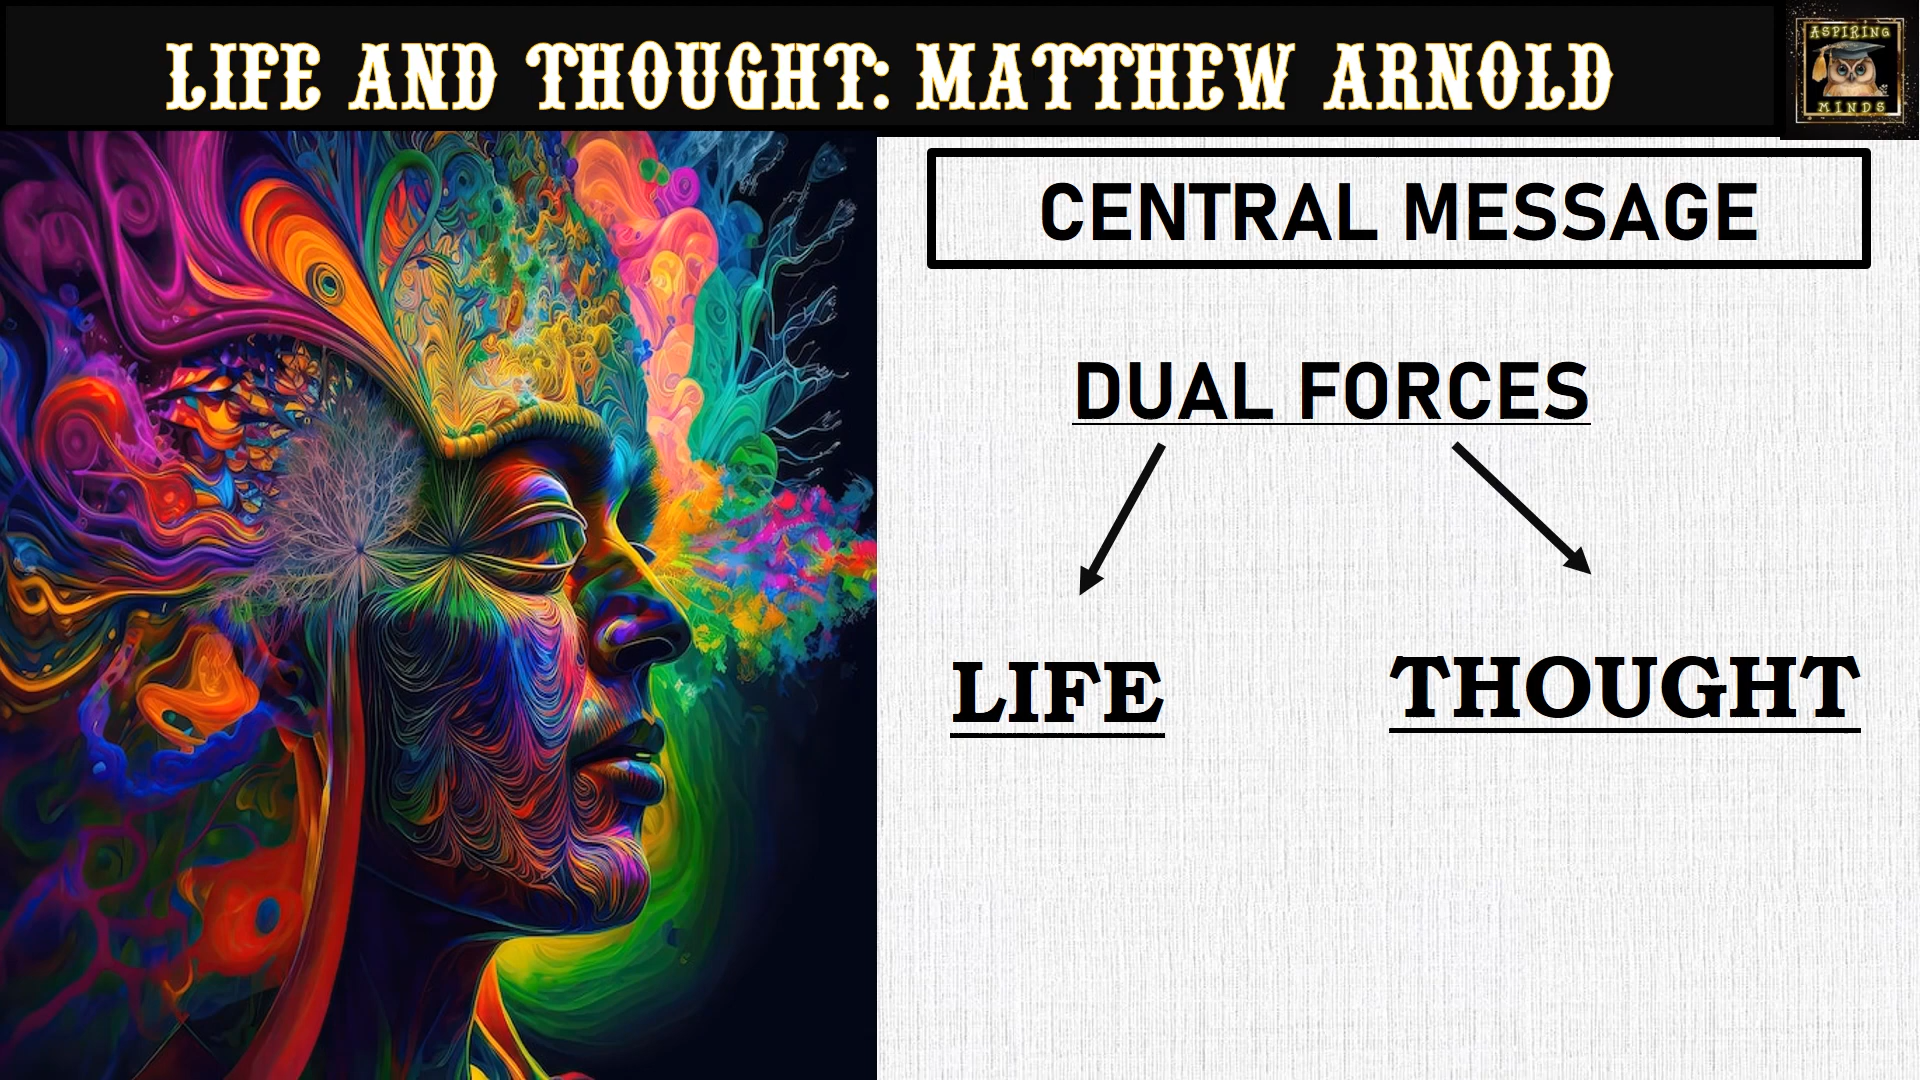 LIFE AND THOUGHT: MATTHEW ARNOLD
ASPIRING
MINDS
CENTRAL MESSAGE
DUAL FORCES
LIFE
THOUGHT